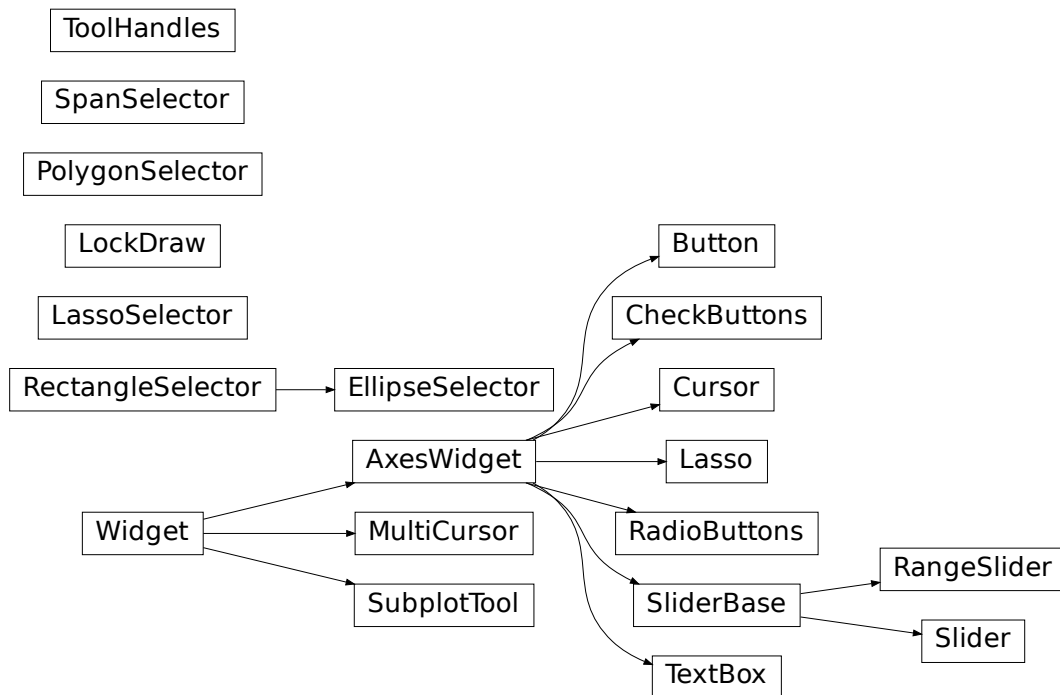 ToolHandles
SpanSelector
PolygonSelector
LockDraw
Button
LassoSelector
CheckButtons
RectangleSelector
EllipseSelector
Cursor
AxesWidget
Lasso
Widget
MultiCursor
RadioButtons
RangeSlider
SubplotTool
SliderBase
Slider
TextBox